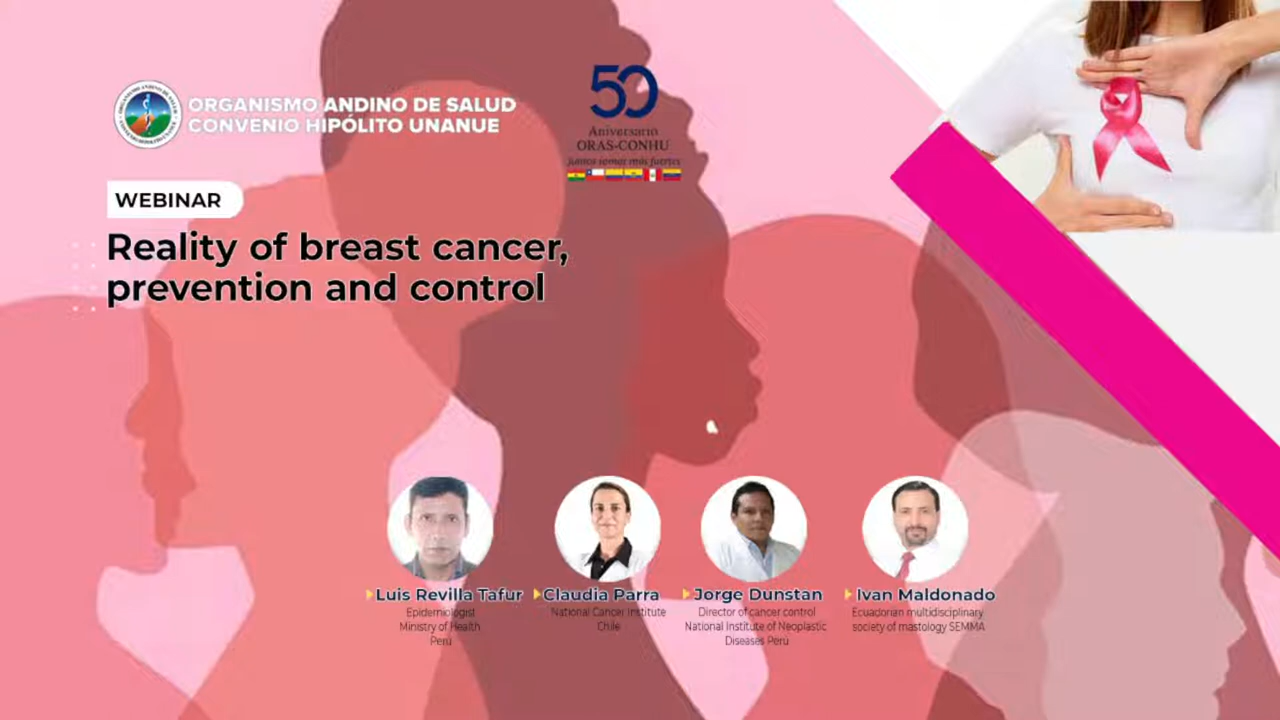 ORGANISMO ANDINO DE SALUD
CONVENIO HIPÓLITO UNANUE
50
Aniversario
ORAS-CONHU
Juntos somos más fuertes
WEBINAR
Reality of breast cancer,
prevention and control
Luis Revilla Tafur
Epidemiologist
Ministry of Health
Perú
Claudia Parra
National Cancer Institute
Chile
Jorge Dunstan
Director of cancer control
National Institute of Neoplastic
Diseases Perú
Ivan Maldonado
Ecuadorian multidisciplinary
society of mastology SEMMA